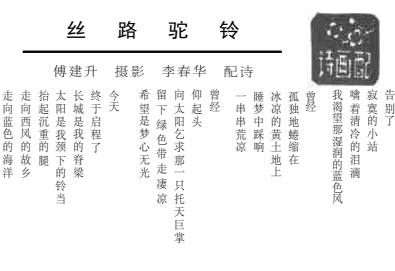 丝路驼铃
傅建升 摄影 李春华 配诗
诗画配
告别了
寂寞的小站
噙着清冷的泪滴
我渴望那湿润的蓝色风
曾经
孤独地蜷缩在
冰凉的黄土地上
睡梦中踩响
一串串荒凉
曾经
仰起头
向太阳乞求那一只托天巨掌
留下绿色带走凄凉
希望是梦心无光
今天
终于启程了
长城是我的脊梁
太阳是我颈下的铃当
抬起沉重的腿
走向西风的故乡
走向蓝色的海洋